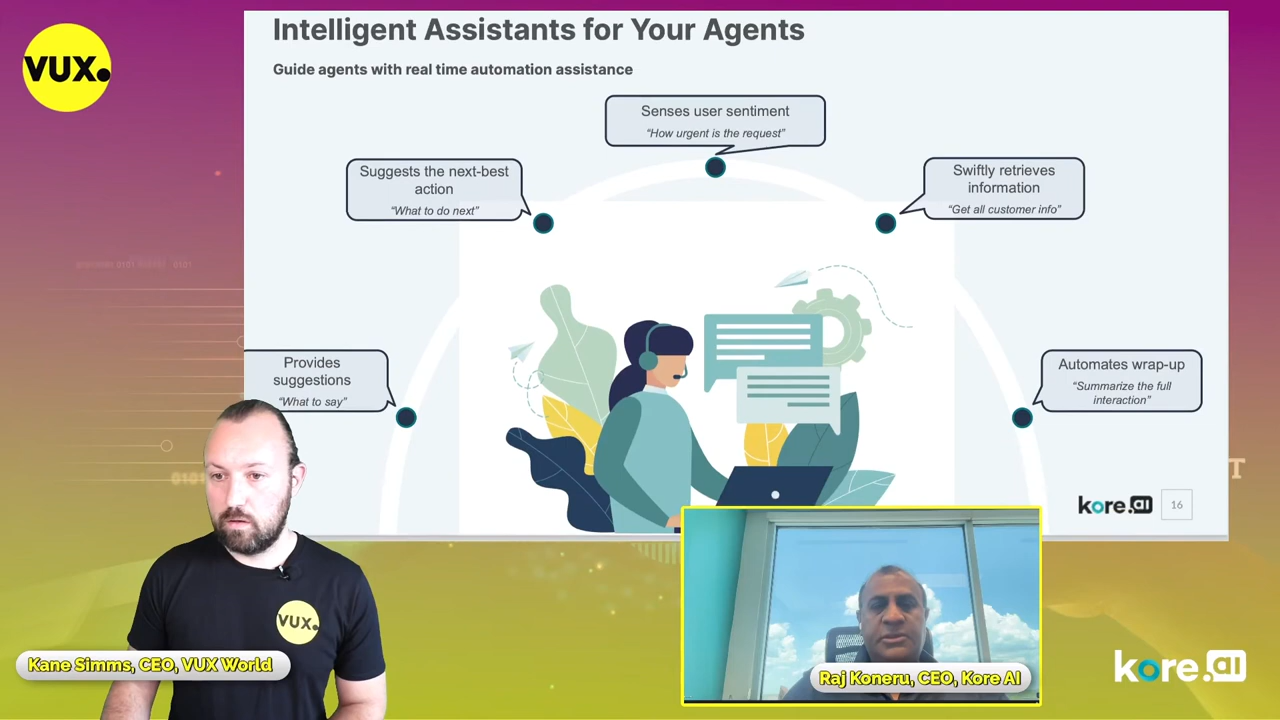 Intelligent Assistants for Your Agents
Guide agents with real time automation assistance
VUX.
Senses user sentiment
“How urgent is the request”
Suggests the next-best
action
“What to do next”
Swiftly retrieves
information
“Get all customer info”
Provides
suggestions
“What to say”
Automates wrap-up
“Summarize the full
interaction”
kore.ai
16
VUX.
Kane Simms, CEO, VUX World
Raj Koneru, CEO, Kore AI
kore.ai
0101
0101
0101
T